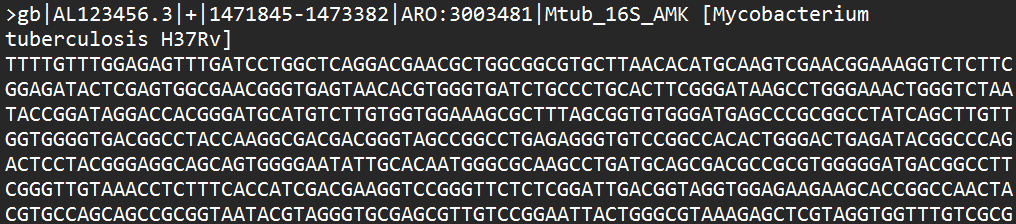 >gb|AL123456.3|+|1471845-1473382|ARO:3003481|Mtub_16S_AMK [Mycobacterium
tuberculosis H37Rv]
TTTTGTTTGGAGAGTTTGATCCTGGCTCAGGACGAACGCTGGCGGCGTGCTTAACACATGCAAGTCGAACGGAAAGGTCTCTTC
GGAGATACTCGAGTGGCGAACGGGTGAGTAACACGTGGGTGATCTGCCCTGCACTTCGGGATAAGCCTGGGAAACTGGGTCTAA
TACCGGATAGGACCACGGGATGCATGTCTTGTGGTGGAAAGCGCTTTAGCGGTGTGGGATGAGCCCGCGGCCTATCAGCTTGTT
GGTGGGGTGACGGCCTACCAAGGCGACGACGGGTAGCCGGCCTGAGAGGGTGTCCGGCCACACTGGGACTGAGATACGGCCCAG
ACTCCTACGGGAGGCAGCAGTGGGGAATATTGCACAATGGGCGCAAGCCTGATGCAGCGACGCCGCGTGGGGGATGACGGCCTT
CGGGTTGTAAACCTCTTTCACCATCGACGAAGGTCCGGGTTCTCTCGGATTGACGGTAGGTGGAGAAGAAGCACCGGCCAACTA
CGTGCCAGCAGCCGCGGTAATACGTAGGGTGCGAGCGTTGTCCGGAATTACTGGGCGTAAAGAGCTCGTAGGTGGTTTGTCGCG